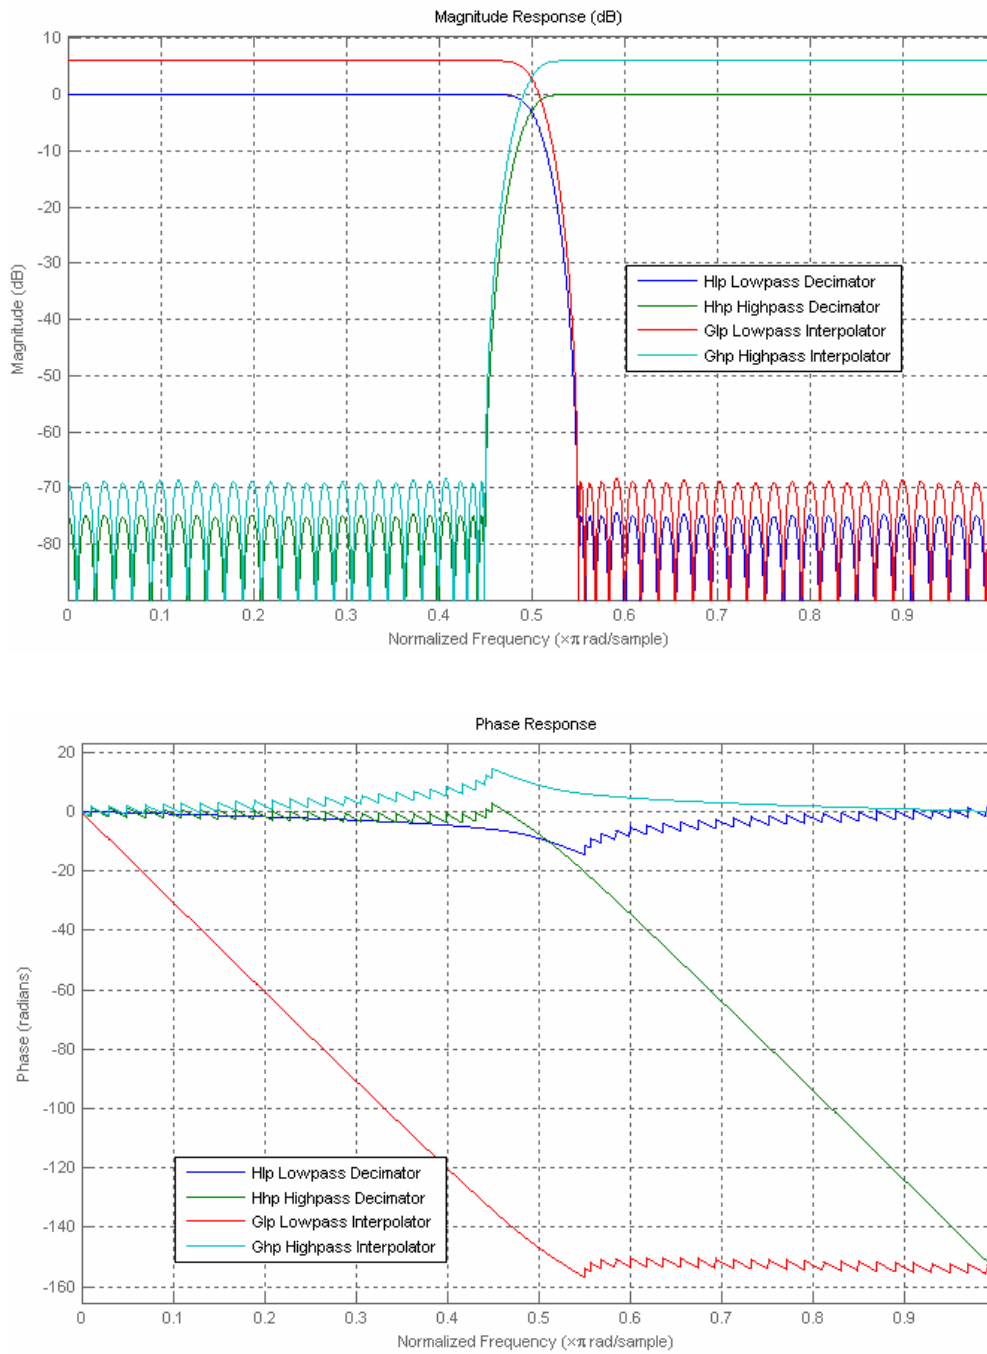 Magnitude Response (dB)
10
0
-10
-20
-30
-40
-50
-60
-70
-80
Magnitude (dB)
Hlp Lowpass Decimator
Hhp Highpass Decimator
Glp Lowpass Interpolator
Ghp Highpass Interpolator
0 0.1 0.2 0.3 0.4 0.5 0.6 0.7 0.8 0.9
Normalized Frequency (×π rad/sample)
Phase Response
20
0
-20
-40
-60
-80
-100
-120
-140
-160
Phase (radians)
Hlp Lowpass Decimator
Hhp Highpass Decimator
Glp Lowpass Interpolator
Ghp Highpass Interpolator
0 0.1 0.2 0.3 0.4 0.5 0.6 0.7 0.8 0.9
Normalized Frequency (×π rad/sample)